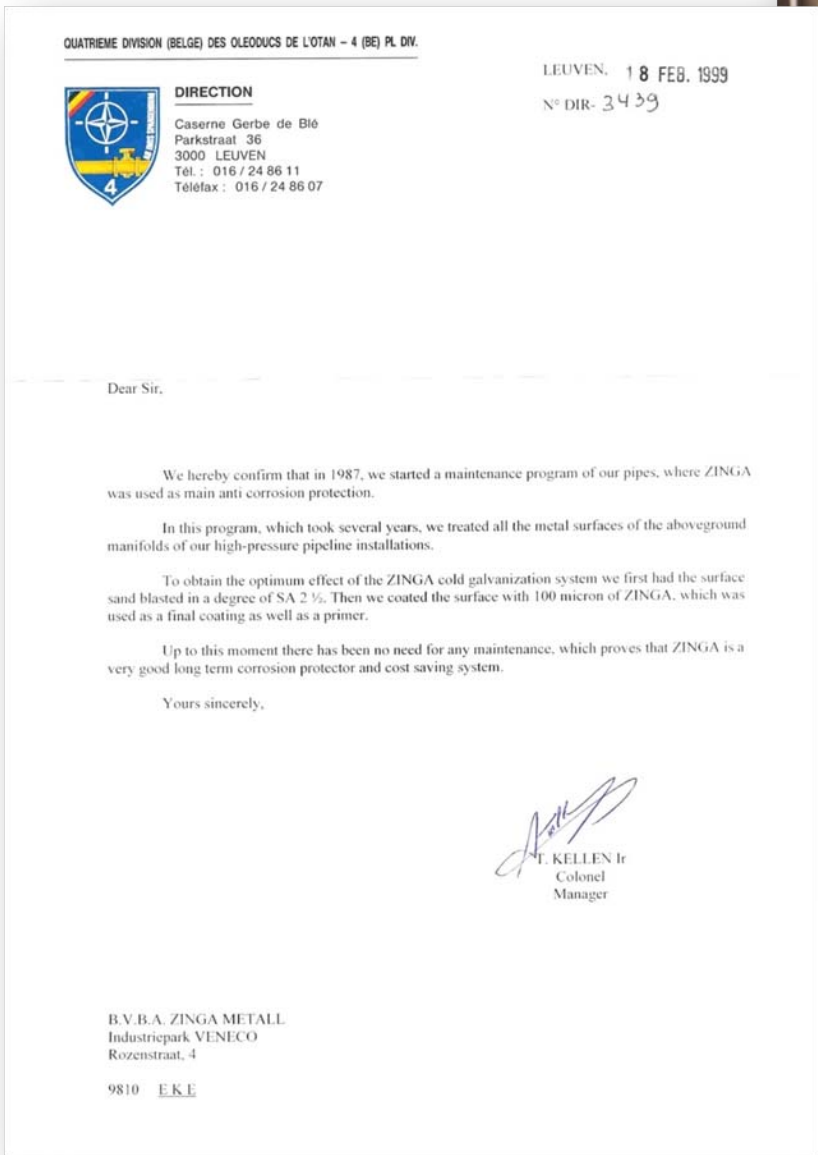 QUATRIEME DIVISION (BELGE) DES OLEODUCS DE L'OTAN – 4 (BE) PL DIV.
LEUVEN, 18 FEB. 1999
N° DIR- 3439
DIRECTION
Caserne Gerbe de Blé
Parkstraat 36
3000 LEUVEN
Tél. : 016 / 24 86 11
Téléfax : 016 / 24 86 07
4
Dear Sir,
We hereby confirm that in 1987, we started a maintenance program of our pipes, where ZINGA
was used as main anti corrosion protection.
In this program, which took several years, we treated all the metal surfaces of the aboveground
manifolds of our high-pressure pipeline installations.
To obtain the optimum effect of the ZINGA cold galvanization system we first had the surface
sand blasted in a degree of SA 2 ½. Then we coated the surface with 100 micron of ZINGA, which was
used as a final coating as well as a primer.
Up to this moment there has been no need for any maintenance, which proves that ZINGA is a
very good long term corrosion protector and cost saving system.
Yours sincerely,
T. KELLEN Ir
Colonel
Manager
B.V.B.A. ZINGA METALL
Industriepark VENECO
Rozenstraat, 4
9810 EKE